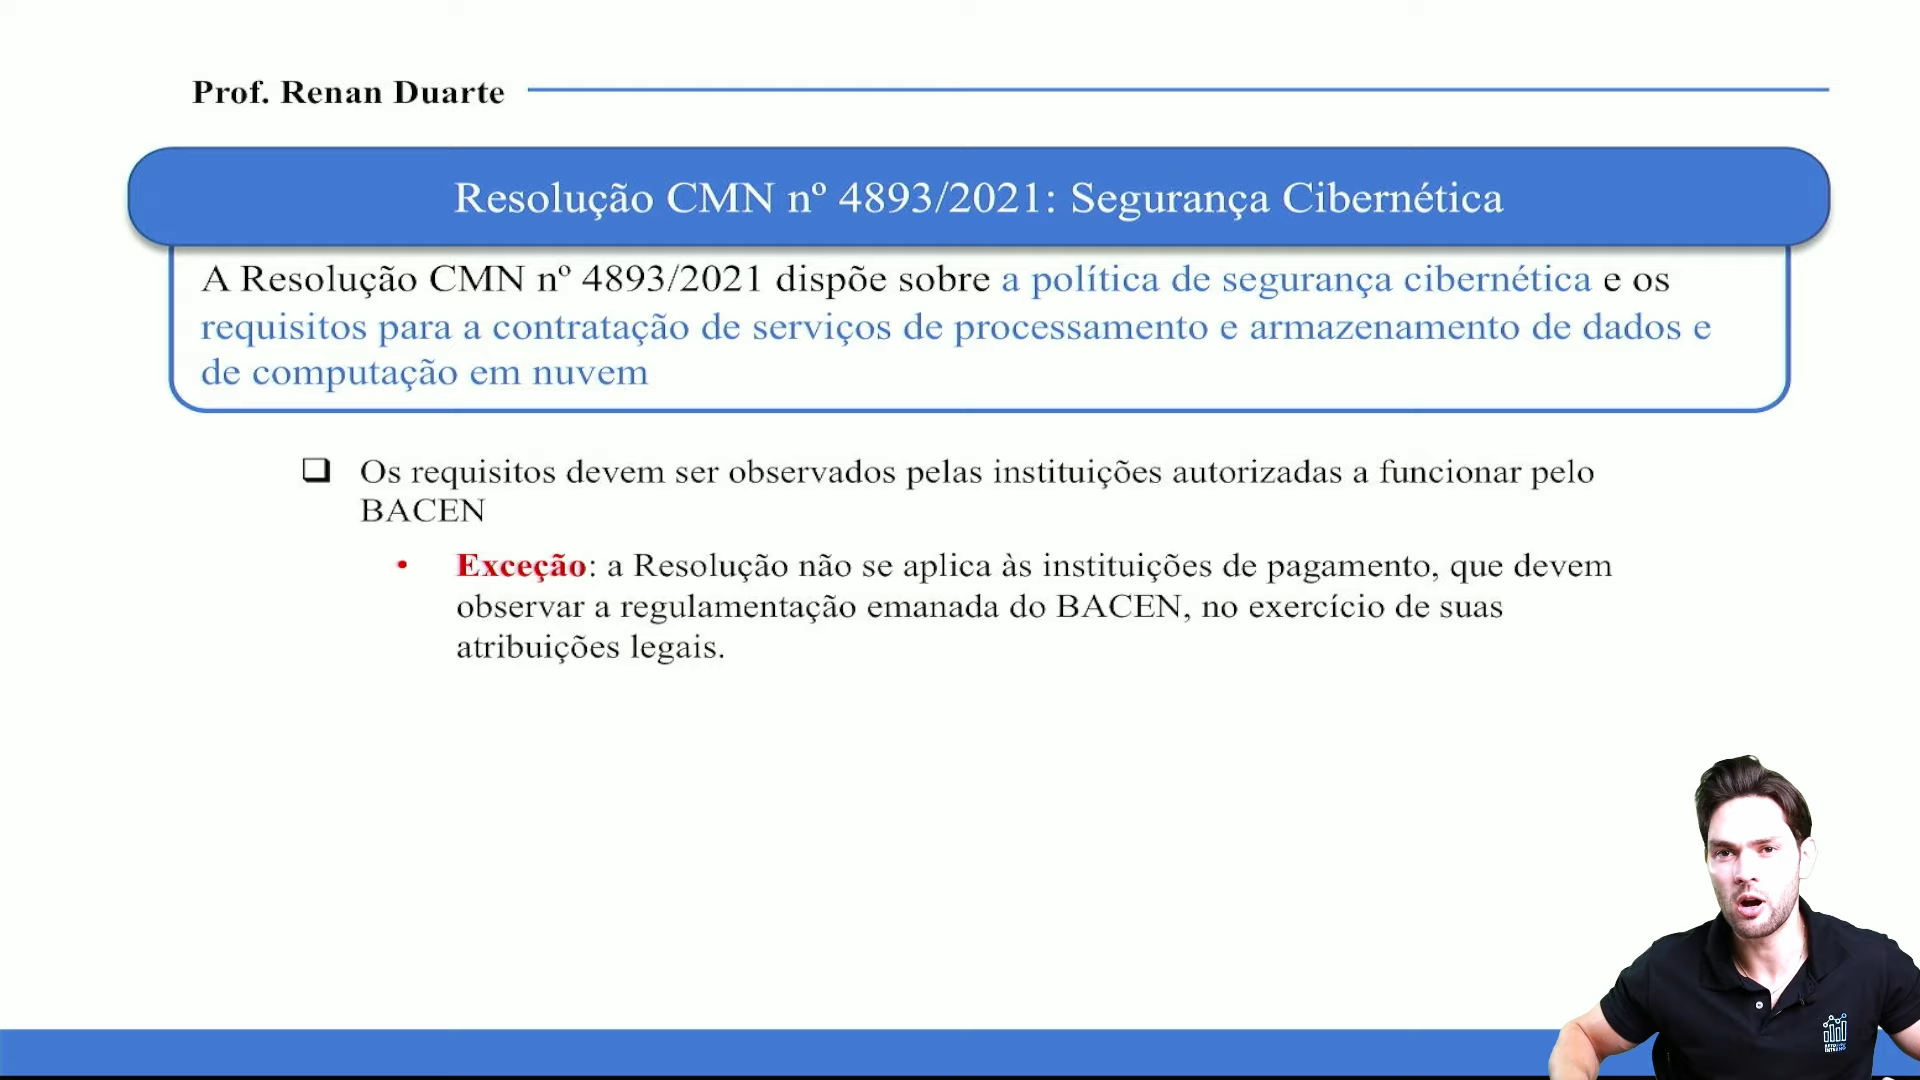 Prof. Renan Duarte
Resolução CMN nº 4893/2021: Segurança Cibernética
A Resolução CMN nº 4893/2021 dispõe sobre a política de segurança cibernética e os
requisitos para a contratação de serviços de processamento e armazenamento de dados e
de computação em nuvem
❑ Os requisitos devem ser observados pelas instituições autorizadas a funcionar pelo
BACEN
• Exceção: a Resolução não se aplica às instituições de pagamento, que devem
observar a regulamentação emanada do BACEN, no exercício de suas
atribuições legais.